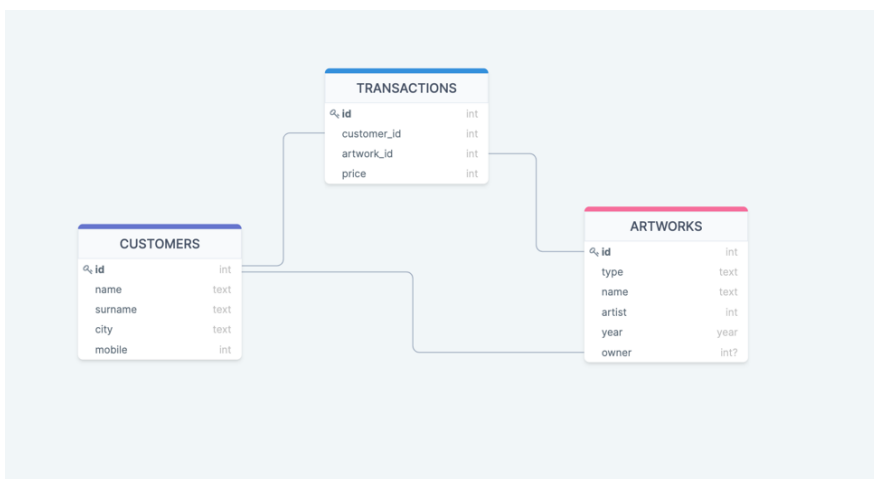 TRANSACTIONS
id int
customer_id int
artwork_id int
price int
CUSTOMERS
id int
name text
surname text
city text
mobile int
ARTWORKS
id int
type text
name text
artist int
year year
owner int?